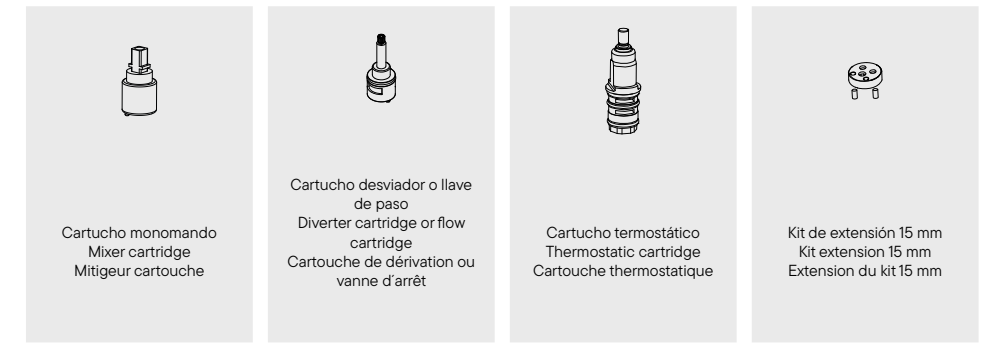 Cartucho monomando
Mixer cartridge
Mitigeur cartouche
Cartucho desviador o llave
de paso
Diverter cartridge or flow
cartridge
Cartouche de dérivation ou
vanne d'arrêt
Cartucho termostático
Thermostatic cartridge
Cartouche thermostatique
Kit de extensión 15 mm
Kit extension 15 mm
Extension du kit 15 mm